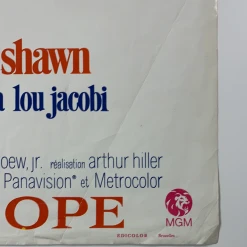 shawn
lou jacobi
oew, jr. réalisation arthur hiller
Panavision® et Metrocolor
OPE
MGM